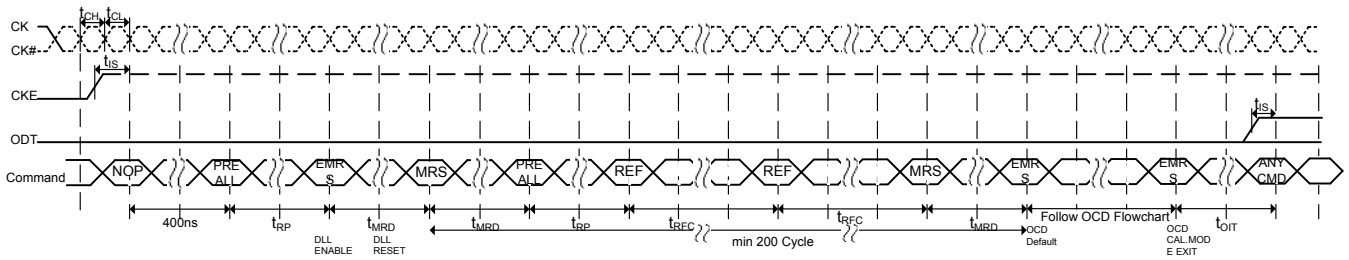 tCH tCL
CK
CK#
tIS
CKE
tIS
ODT
Command NOP PRE ALL EMR S MRS PRE ALL REF REF MRS EMR S EMR S ANY CMD
400ns tRP tMRD tMRD tRP tRFC tRFC tMRD Follow OCD Flowchart tOIT
DLL ENABLE
DLL RESET
min 200 Cycle
OCD Default
OCD CAL.MOD E EXIT